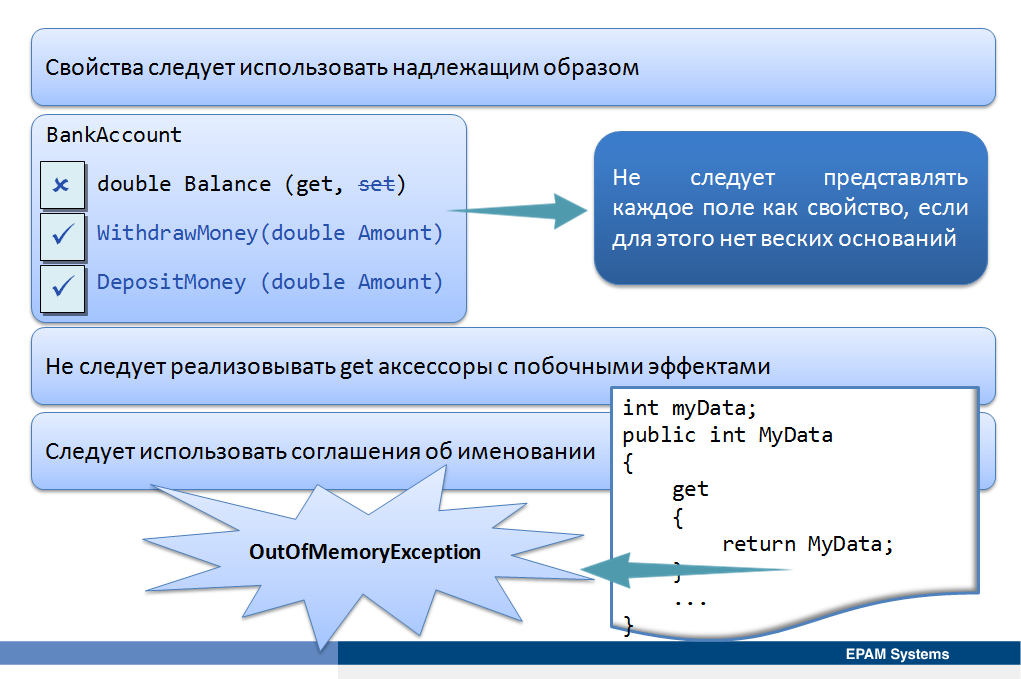 Свойства следует использовать надлежащим образом
BankAccount
double Balance (get, set)
WithdrawMoney(double Amount)
DepositMoney (double Amount)
Не следует представлять
каждое поле как свойство, если
для этого нет веских оснований
Не следует реализовывать get аксессоры с побочными эффектами
Следует использовать соглашения об именовании
int myData;
public int MyData
{
get
{
return MyData;
}
...
}
OutOfMemoryException
EPAM Systems